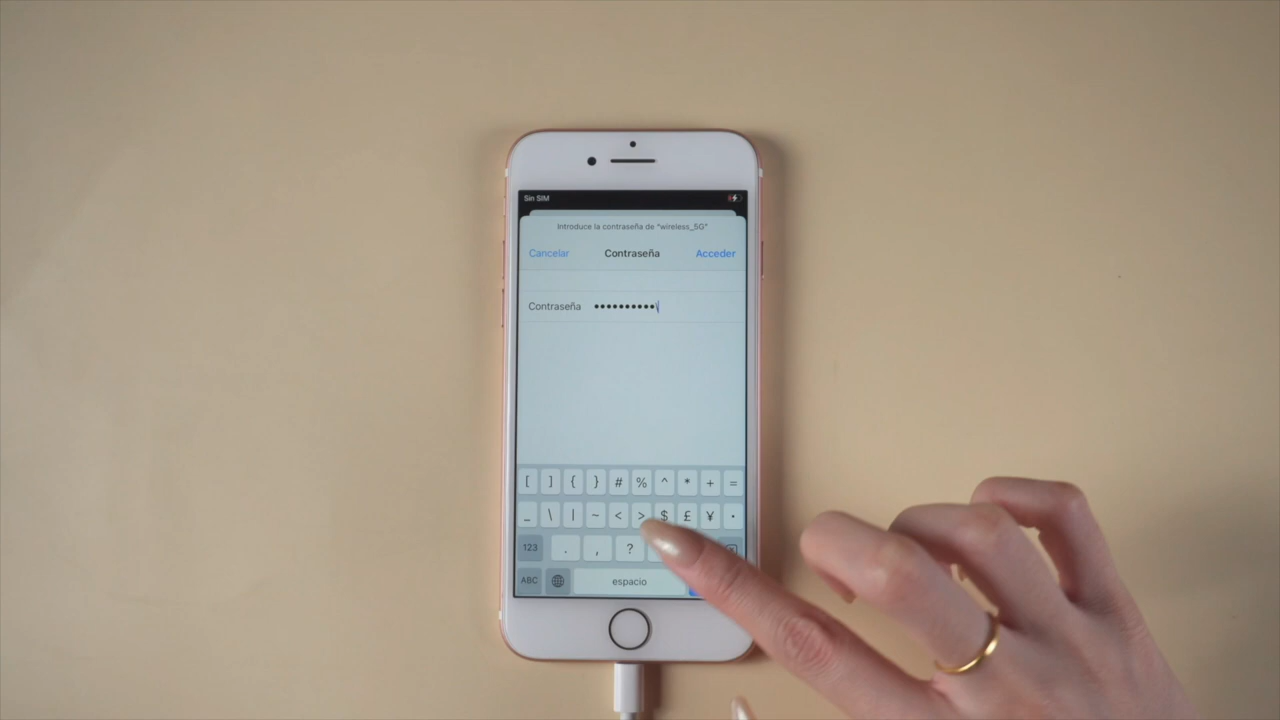 Sin SIM
Introduce la contraseña de “wireless_5G”
Cancelar Contraseña Acceder
Contraseña ••••••••••\
[ ] { } # % ^ * + =
_ \ | ~ < > $ £ ¥ •
123 . , ?
ABC espacio